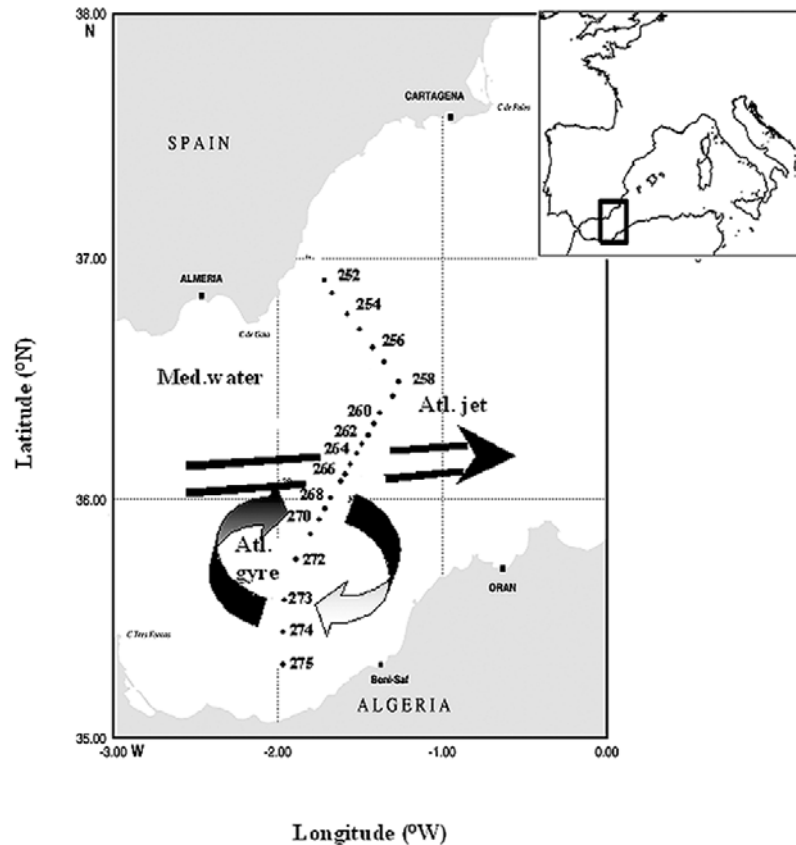 38.00
N
CARTAGENA
C de Palos
SPAIN
37.00
252
ALMERIA
254
C de Gata
256
Med.water
258
Atl. jet
260
262
264
266
36.00
268
270
Atl.
gyre
272
ORAN
273
C Tres Forcas
274
275
Beni-Saf
ALGERIA
35.00
-3.00 W
-2.00
-1.00
0.00
Latitude (ºN)
Longitude (ºW)